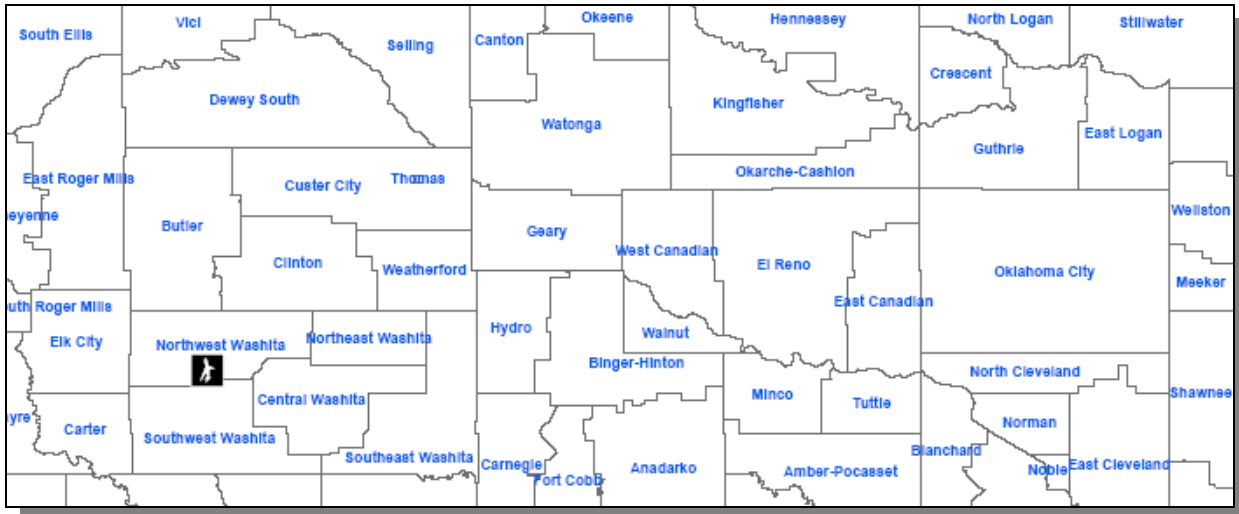 Vici
Okeene
Hennessey
North Logan
Stillwater
South Ellis
Seiling
Canton
Crescent
Dewey South
Kingfisher
Watonga
East Logan
Guthrie
Okarche-Cashion
East Roger Mills
Custer City
Thomas
eyenne
Butler
Geary
Wellston
West Canadian
Clinton
Weatherford
El Reno
Oklahoma City
Meeker
East Canadian
uth Roger Mills
Elk City
Northwest Washita
Northeast Washita
Hydro
Walnut
Binger-Hinton
North Cleveland
Central Washita
Minco
Tuttle
Shawnee
yre
Carter
Southwest Washita
Norman
Southeast Washita
Carnegie
Fort Cobb
Anadarko
Amber-Pocasset
Blanchard
Noble
East Cleveland